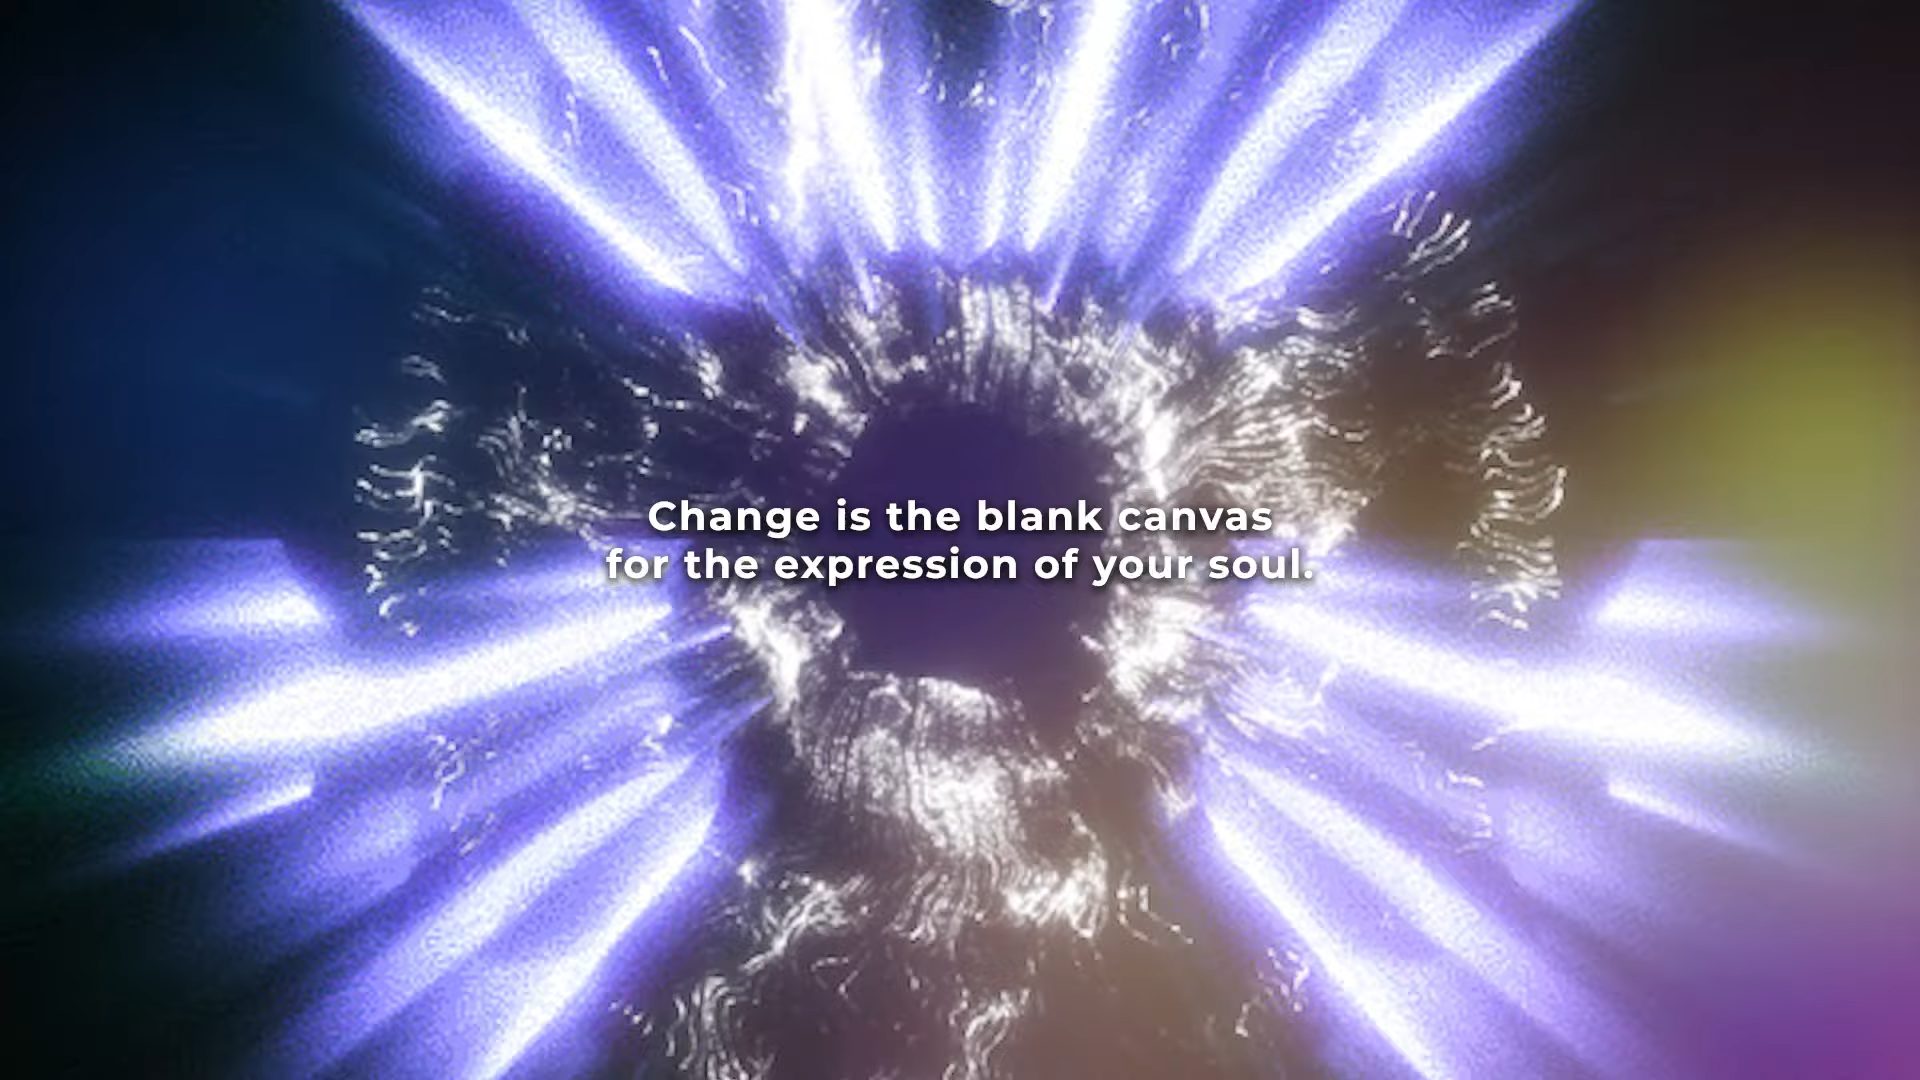 Change is the blank canvas
for the expression of your soul.